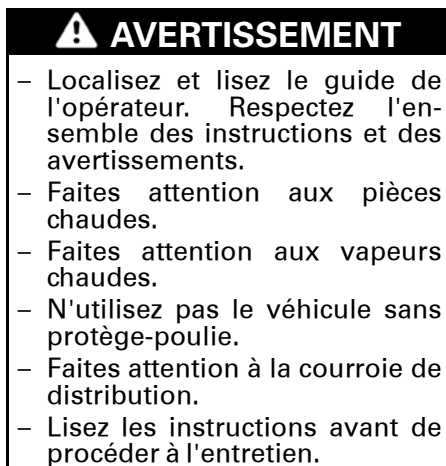 AVERTISSEMENT
– Localisez et lisez le guide de
l'opérateur. Respectez l'en-
semble des instructions et des
avertissements.
– Faites attention aux pièces
chaudes.
– Faites attention aux vapeurs
chaudes.
– N'utilisez pas le véhicule sans
protège-poulie.
– Faites attention à la courroie de
distribution.
– Lisez les instructions avant de
procéder à l'entretien.